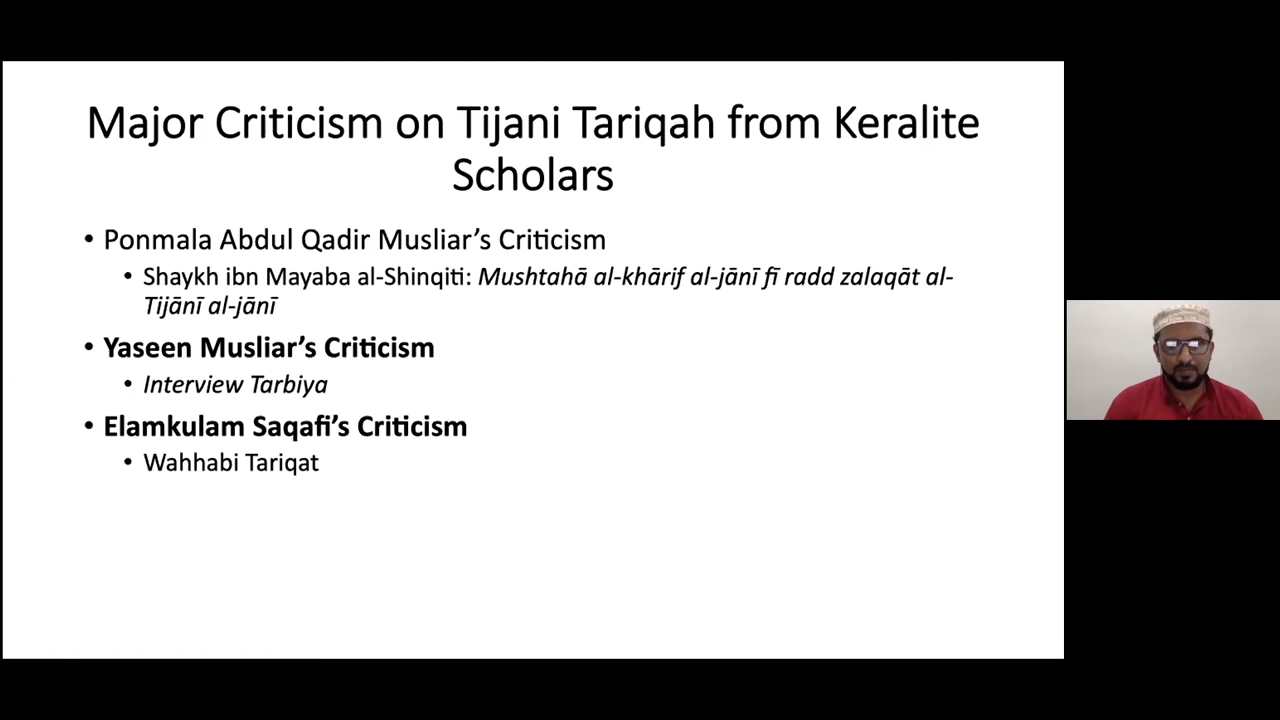 Major Criticism on Tijani Tariqah from Keralite
Scholars
• Ponmala Abdul Qadir Musliar’s Criticism
• Shaykh ibn Mayaba al-Shinqiti: Mushtahā al-khārif al-jānī fī radd zalaqāt al-
Tijānī al-jānī
• Yaseen Musliar’s Criticism
• Interview Tarbiya
• Elamkulam Saqafi’s Criticism
• Wahhabi Tariqat